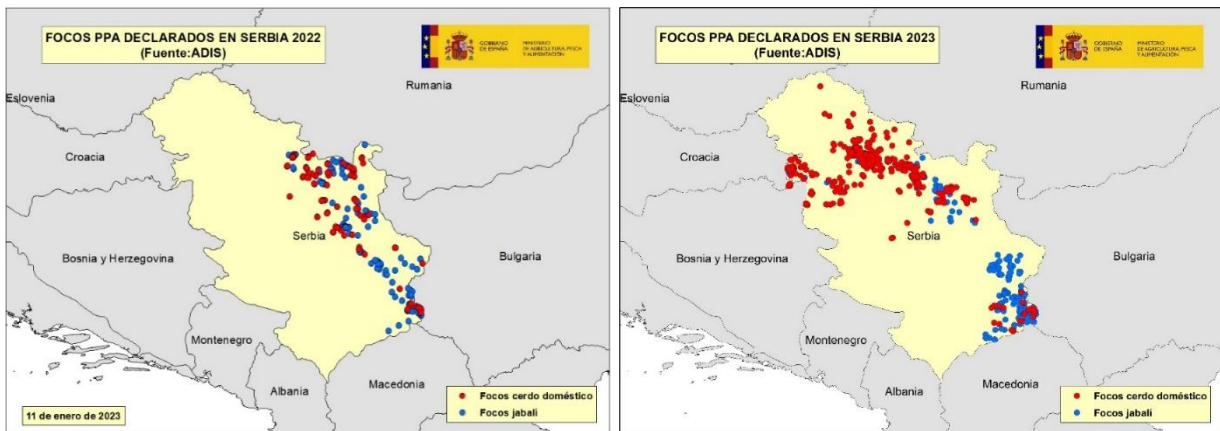 FOCOS PPA DECLARADOS EN SERBIA 2022
(Fuente:ADIS)
GOBIERNO
DE ESPAÑA
MINISTERIO
DE AGRICULTURA, PESCA
Y ALIMENTACIÓN
Eslovenia
Rumania
Croacia
Serbia
Bosnia y Herzegovina
Bulgaria
Montenegro
Albania
Macedonia
Focos cerdo doméstico
Focos jabalí
11 de enero de 2023
FOCOS PPA DECLARADOS EN SERBIA 2023
(Fuente:ADIS)
GOBIERNO
DE ESPAÑA
MINISTERIO
DE AGRICULTURA, PESCA
Y ALIMENTACIÓN
Eslovenia
Rumania
Croacia
Serbia
Bosnia y Herzegovina
Bulgaria
Montenegro
Albania
Macedonia
Focos cerdo doméstico
Focos jabalí